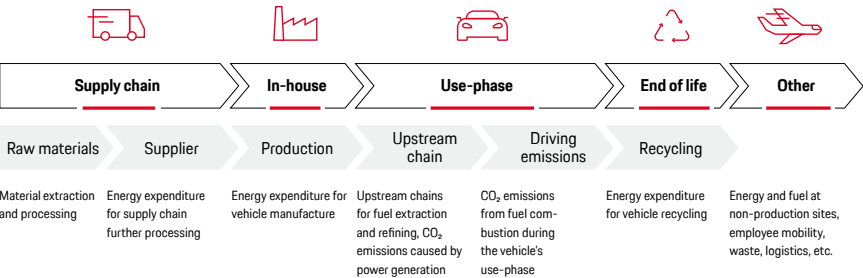 Supply chain
In-house
Use-phase
End of life
Other
Raw materials
Supplier
Production
Upstream
chain
Driving
emissions
Recycling
Material extraction
and processing
Energy expenditure
for supply chain
further processing
Energy expenditure for
vehicle manufacture
Upstream chains
for fuel extraction
and refining, CO₂
emissions caused by
power generation
CO₂ emissions
from fuel com-
bustion during
the vehicle's
use-phase
Energy expenditure
for vehicle recycling
Energy and fuel at
non-production sites,
employee mobility,
waste, logistics, etc.